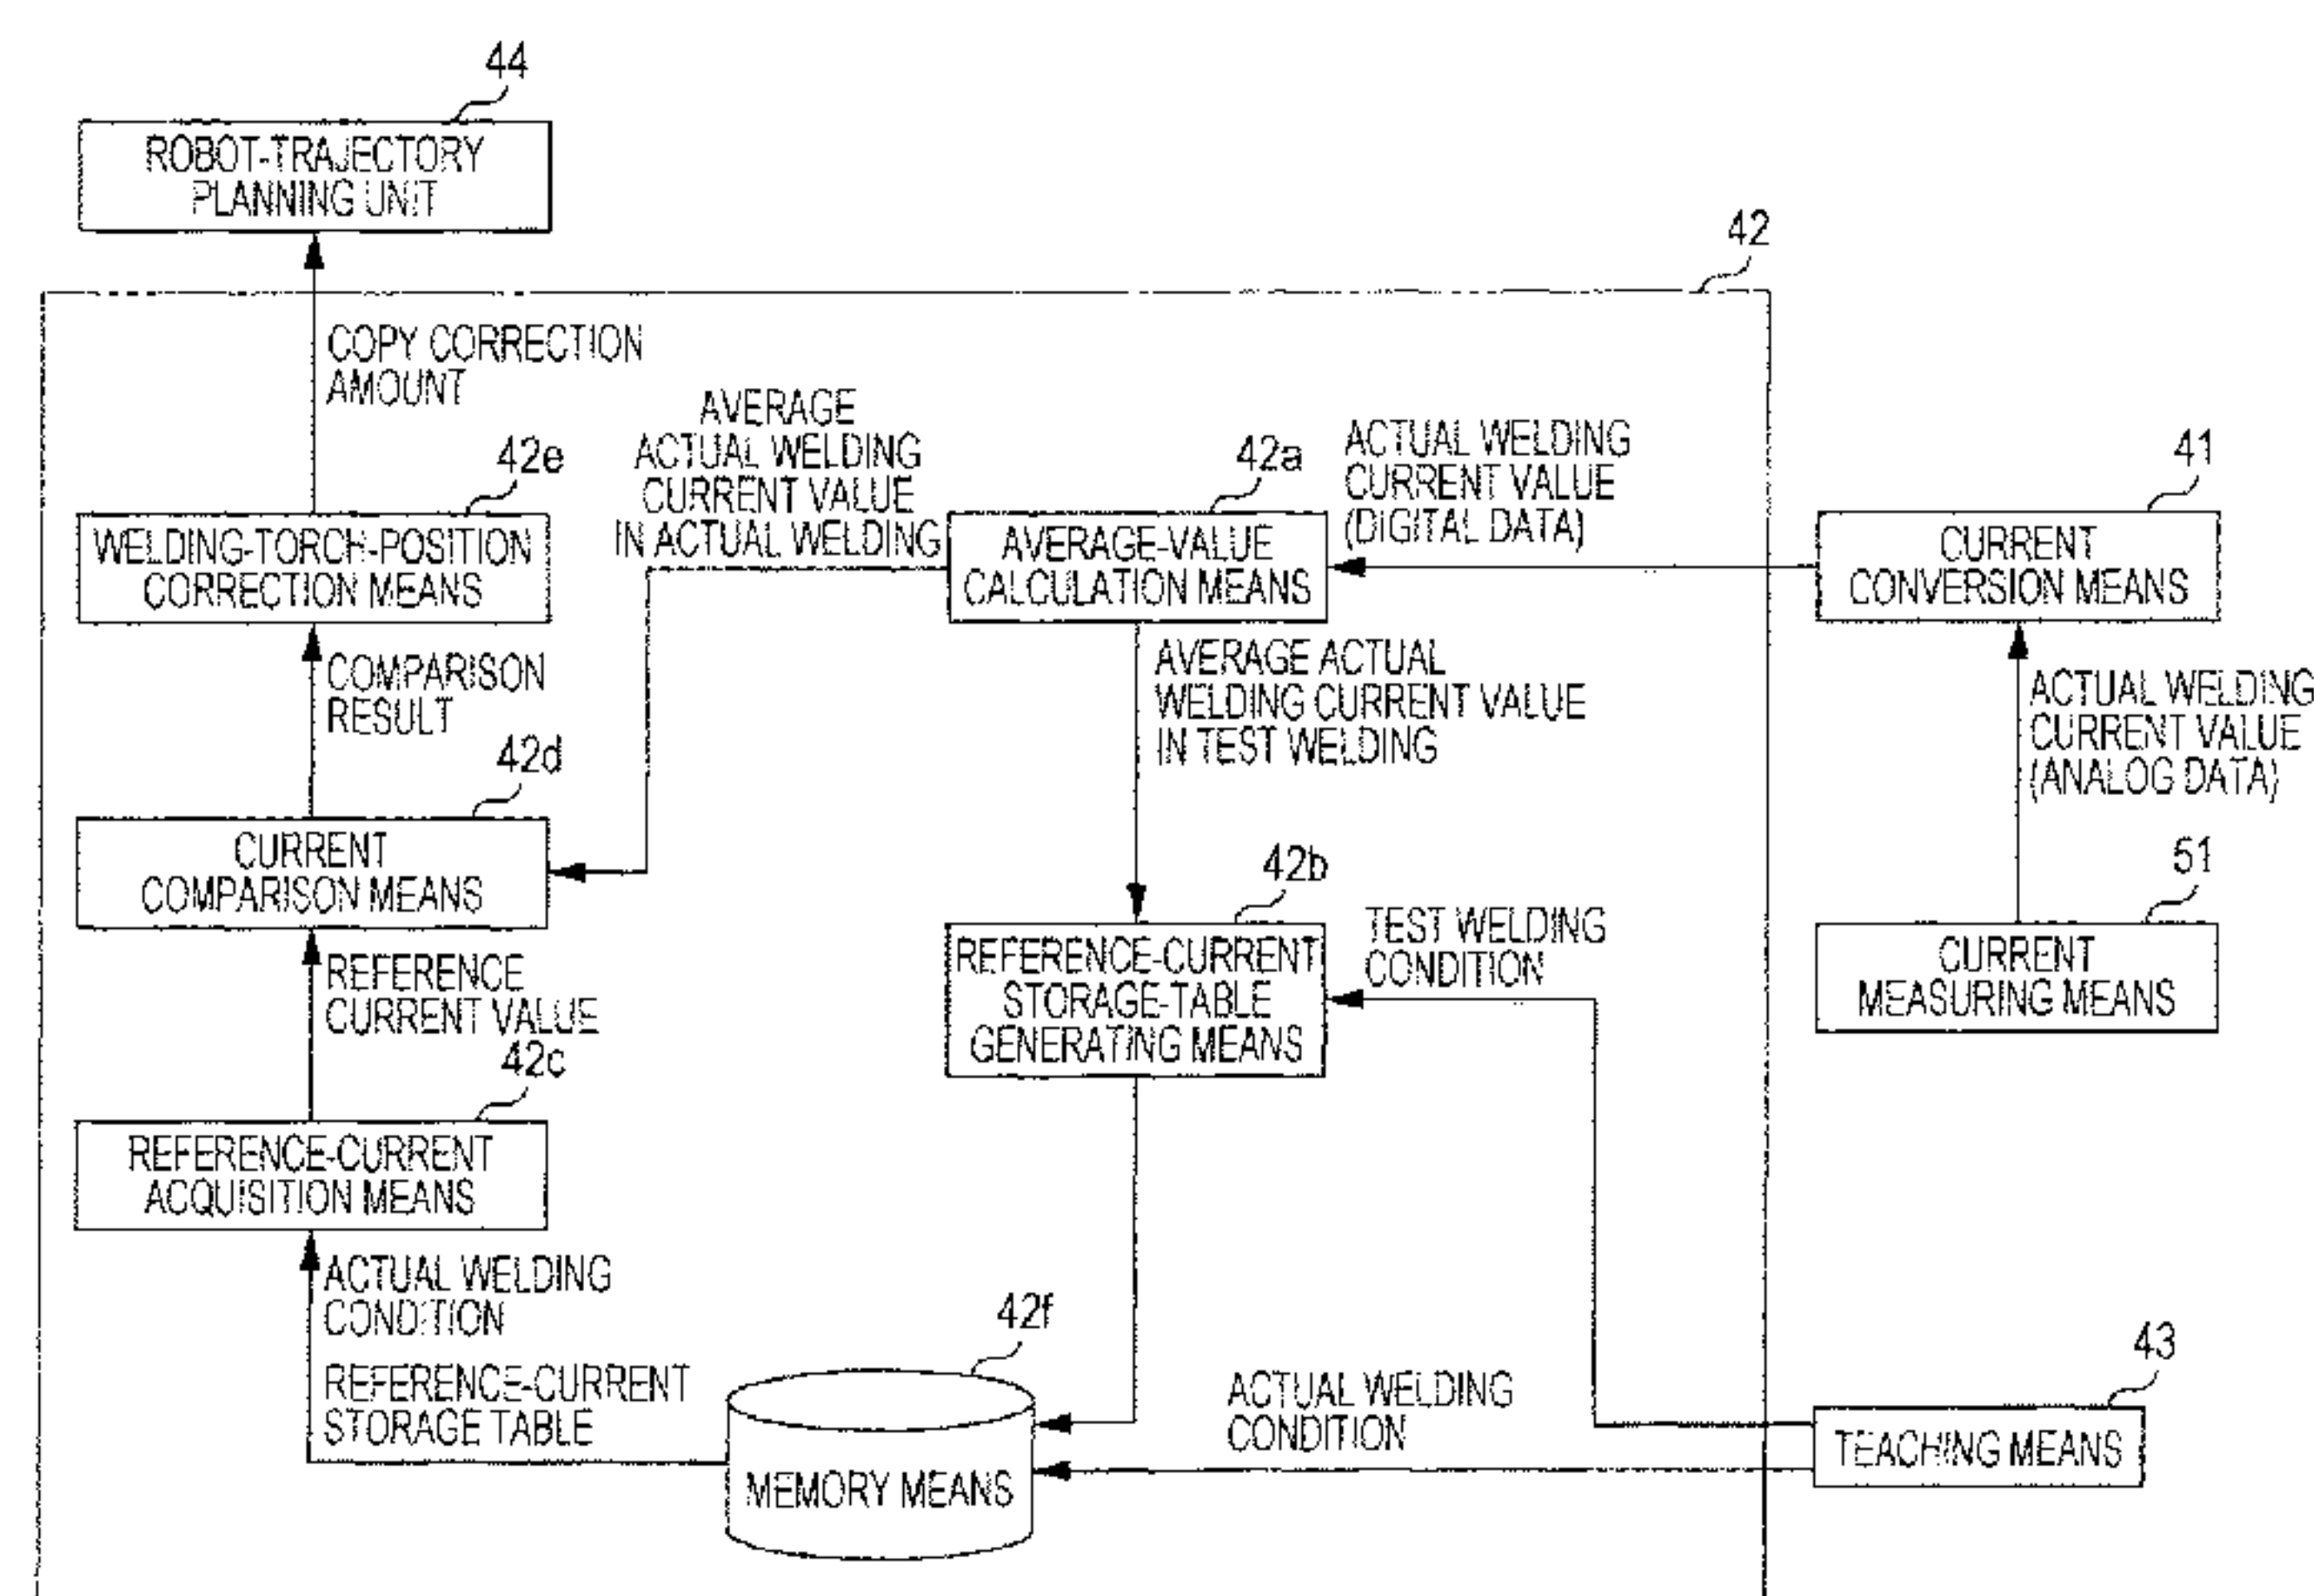 44
ROBOT-TRAJECTORY
PLANNING UNIT
42
COPY CORRECTION
AMOUNT
AVERAGE
ACTUAL WELDING
CURRENT VALUE
IN ACTUAL WELDING
42e
WELDING-TORCH-POSITION
CORRECTION MEANS
42a
AVERAGE-VALUE
CALCULATION MEANS
ACTUAL WELDING
CURRENT VALUE
(DIGITAL DATA)
41
CURRENT
CONVERSION MEANS
COMPARISON
RESULT
AVERAGE ACTUAL
WELDING CURRENT VALUE
IN TEST WELDING
ACTUAL WELDING
CURRENT VALUE
(ANALOG DATA)
42d
CURRENT
COMPARISON MEANS
42b
REFERENCE-CURRENT
STORAGE-TABLE
GENERATING MEANS
TEST WELDING
CONDITION
51
CURRENT
MEASURING MEANS
REFERENCE
CURRENT VALUE
42c
REFERENCE-CURRENT
ACQUISITION MEANS
ACTUAL WELDING
CONDITION
REFERENCE-CURRENT
STORAGE TABLE
42f
MEMORY MEANS
ACTUAL WELDING
CONDITION
43
TEACHING MEANS